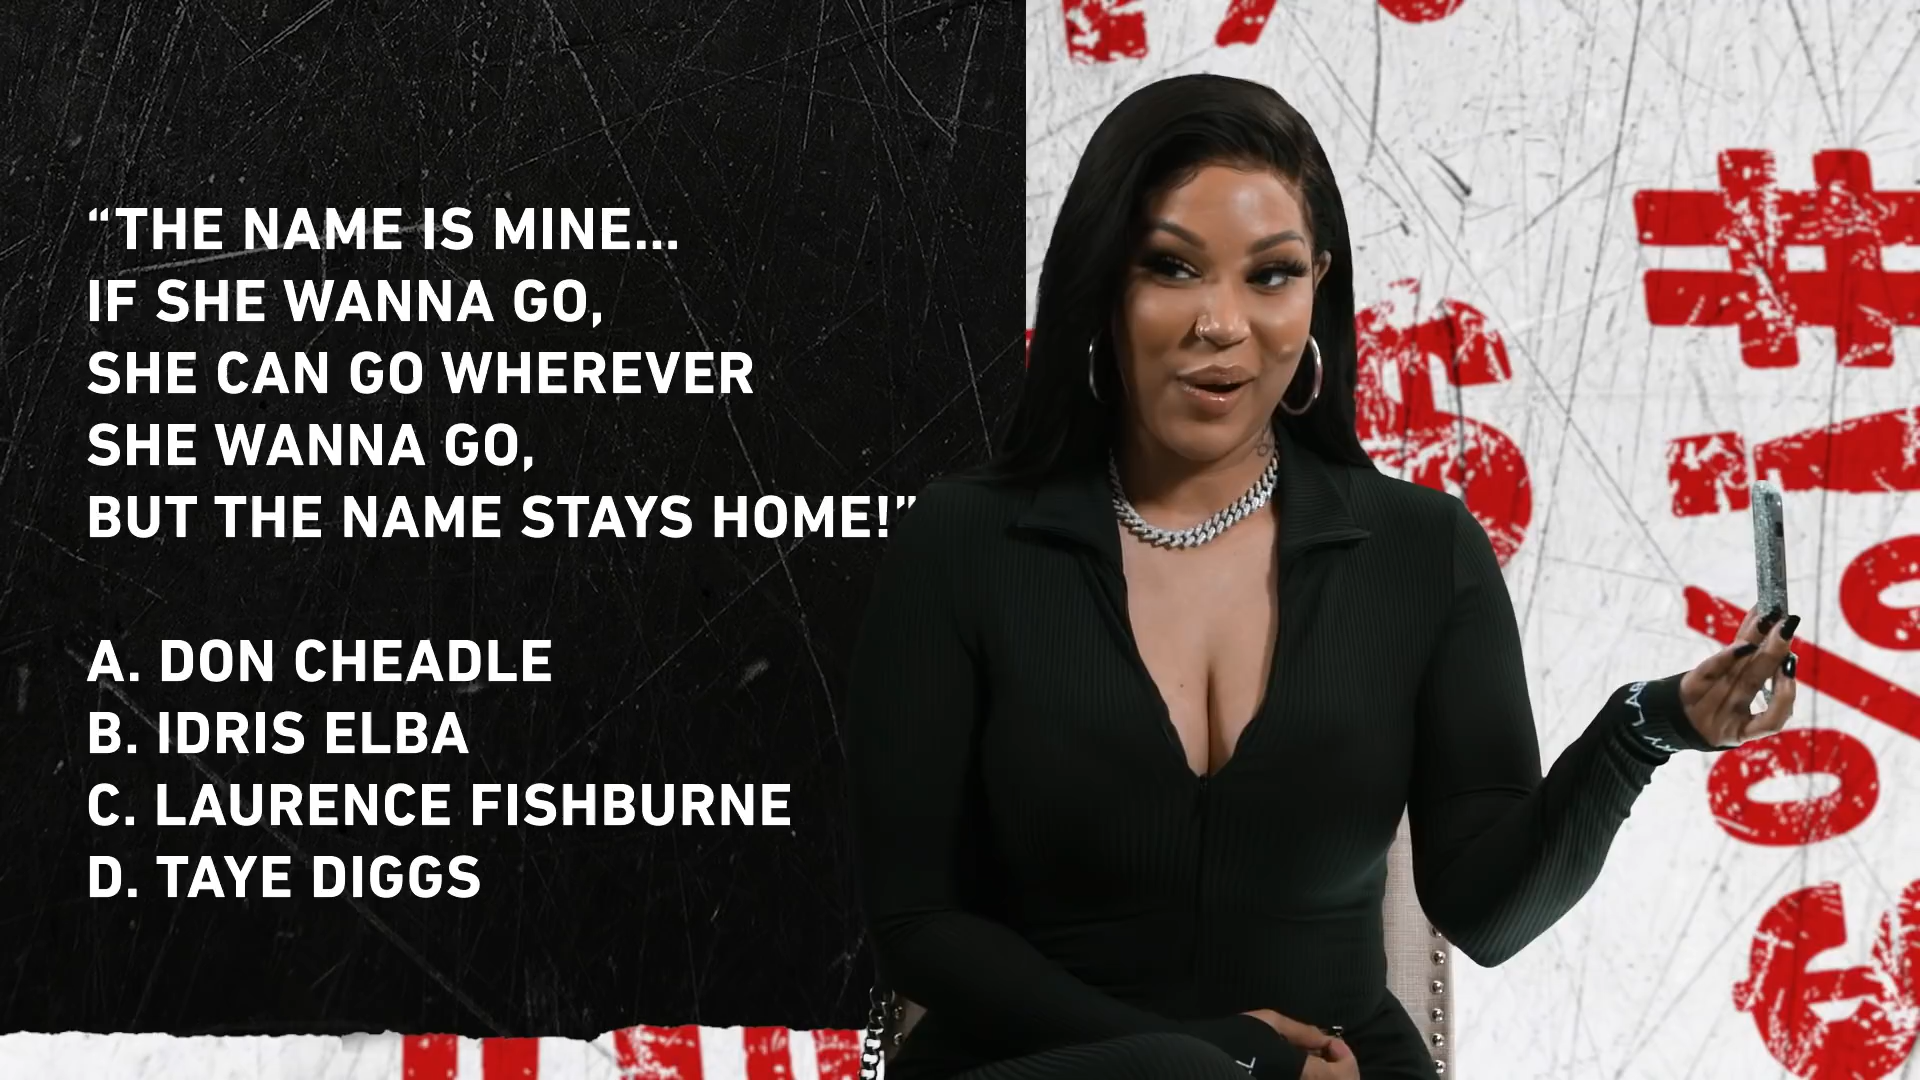 “THE NAME IS MINE...
IF SHE WANNA GO,
SHE CAN GO WHEREVER
SHE WANNA GO,
BUT THE NAME STAYS HOME!”
A. DON CHEADLE
B. IDRIS ELBA
C. LAURENCE FISHBURNE
D. TAYE DIGGS